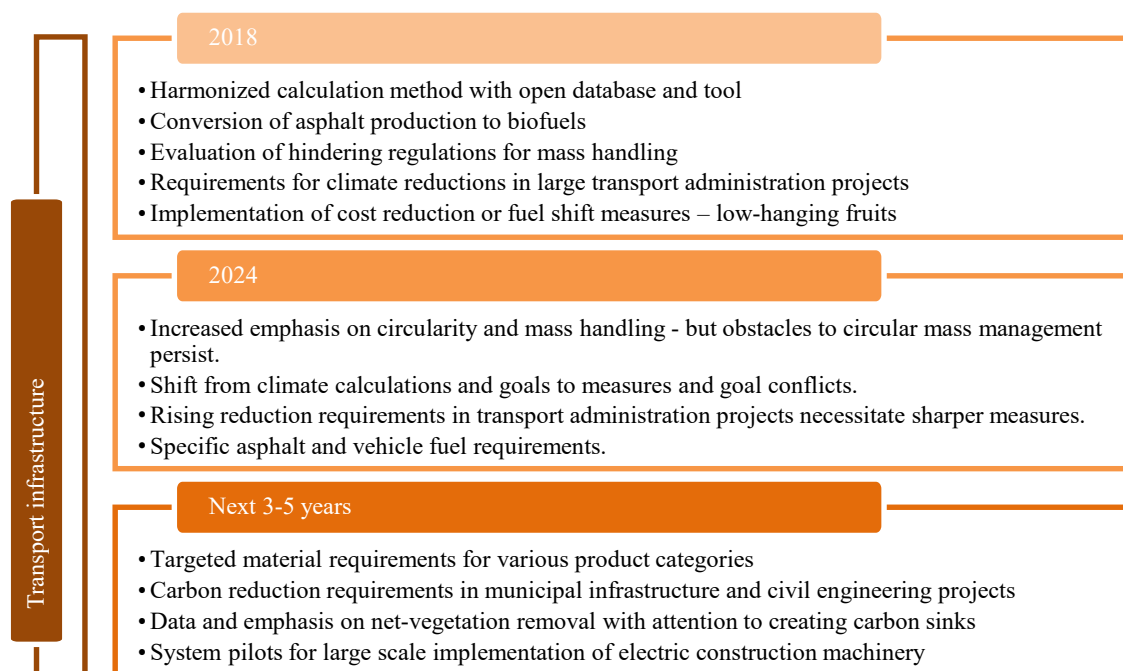 2018
• Harmonized calculation method with open database and tool
• Conversion of asphalt production to biofuels
• Evaluation of hindering regulations for mass handling
• Requirements for climate reductions in large transport administration projects
• Implementation of cost reduction or fuel shift measures – low-hanging fruits
2024
• Increased emphasis on circularity and mass handling - but obstacles to circular mass management
persist.
• Shift from climate calculations and goals to measures and goal conflicts.
• Rising reduction requirements in transport administration projects necessitate sharper measures.
• Specific asphalt and vehicle fuel requirements.
Transport infrastructure
Next 3-5 years
• Targeted material requirements for various product categories
• Carbon reduction requirements in municipal infrastructure and civil engineering projects
• Data and emphasis on net-vegetation removal with attention to creating carbon sinks
• System pilots for large scale implementation of electric construction machinery